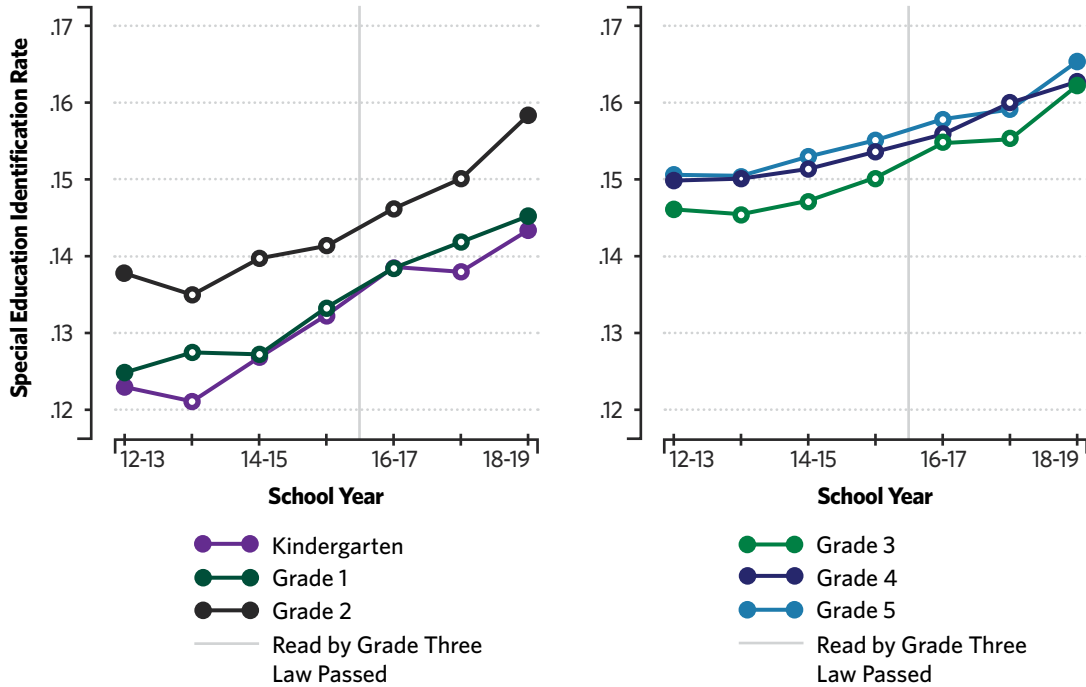 Special Education Identification Rate
.17
.16
.15
.14
.13
.12
12-13 14-15 16-17 18-19
School Year
Kindergarten
Grade 1
Grade 2
Read by Grade Three
Law Passed
.17
.16
.15
.14
.13
.12
12-13 14-15 16-17 18-19
School Year
Grade 3
Grade 4
Grade 5
Read by Grade Three
Law Passed